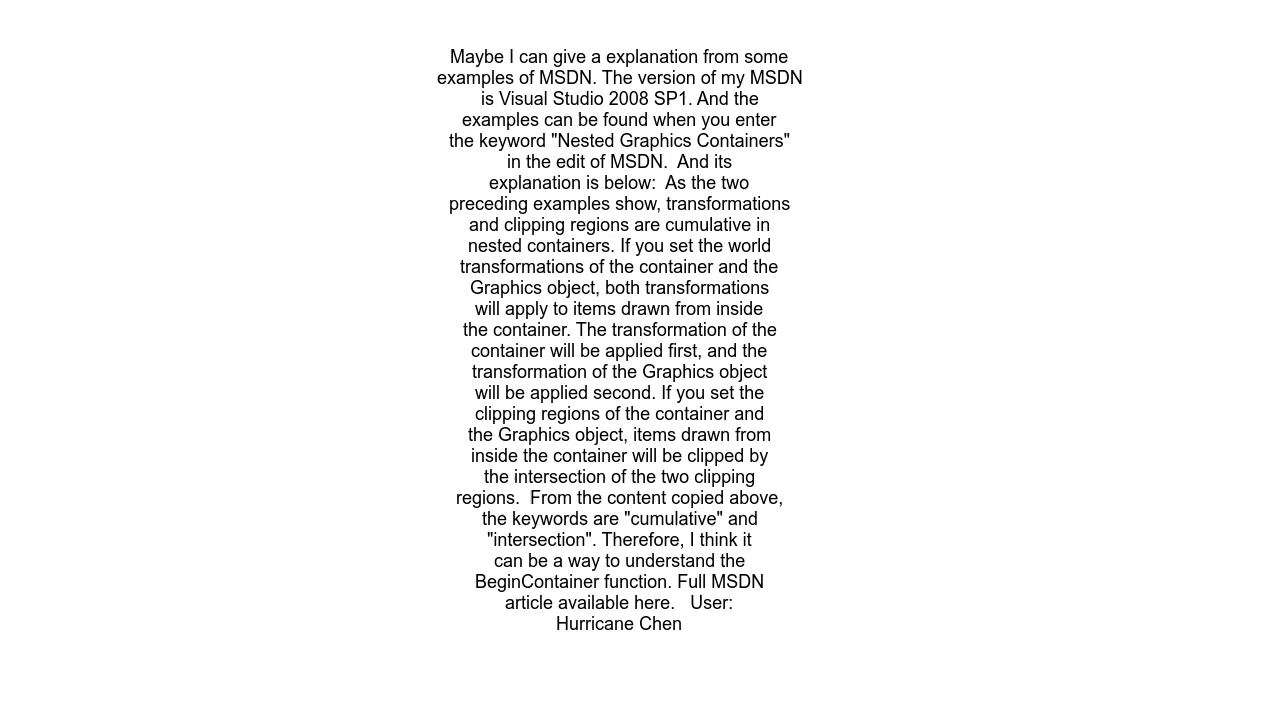 Maybe I can give a explanation from some
examples of MSDN. The version of my MSDN
is Visual Studio 2008 SP1. And the
examples can be found when you enter
the keyword "Nested Graphics Containers"
in the edit of MSDN.  And its
explanation is below:  As the two
preceding examples show, transformations
and clipping regions are cumulative in
nested containers. If you set the world
transformations of the container and the
Graphics object, both transformations
will apply to items drawn from inside
the container. The transformation of the
container will be applied first, and the
transformation of the Graphics object
will be applied second. If you set the
clipping regions of the container and
the Graphics object, items drawn from
inside the container will be clipped by
the intersection of the two clipping
regions.  From the content copied above,
the keywords are "cumulative" and
"intersection". Therefore, I think it
can be a way to understand the
BeginContainer function. Full MSDN
article available here.   User:
Hurricane Chen